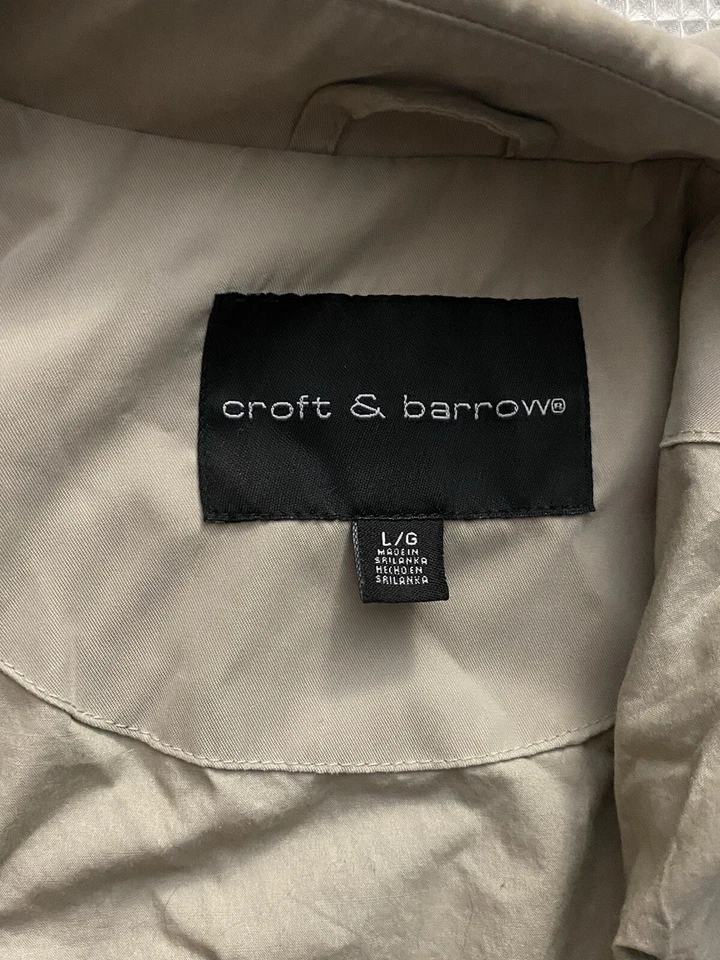 croft & barrow®
L/G
MADE IN
SRI LANKA
HECHO EN
SRI LANKA